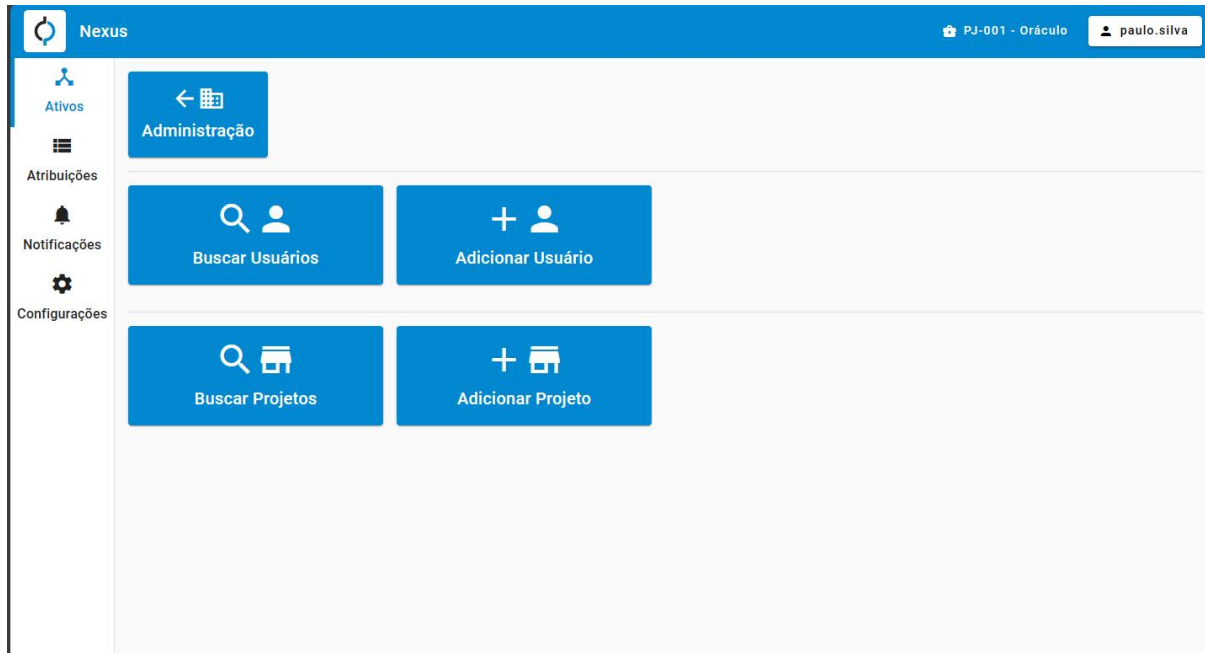 Nexus
PJ-001 - Oráculo
paulo.silva
Ativos
Atribuições
Notificações
Configurações
Administração
Buscar Usuários
Adicionar Usuário
Buscar Projetos
Adicionar Projeto